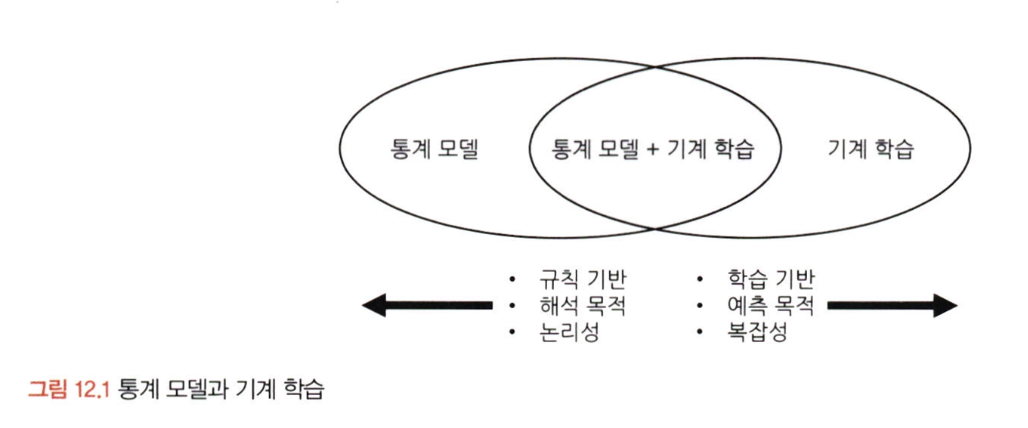 통계 모델
통계 모델 + 기계 학습
기계 학습
• 규칙 기반
• 해석 목적
• 논리성
• 학습 기반
• 예측 목적
• 복잡성
그림 12.1 통계 모델과 기계 학습